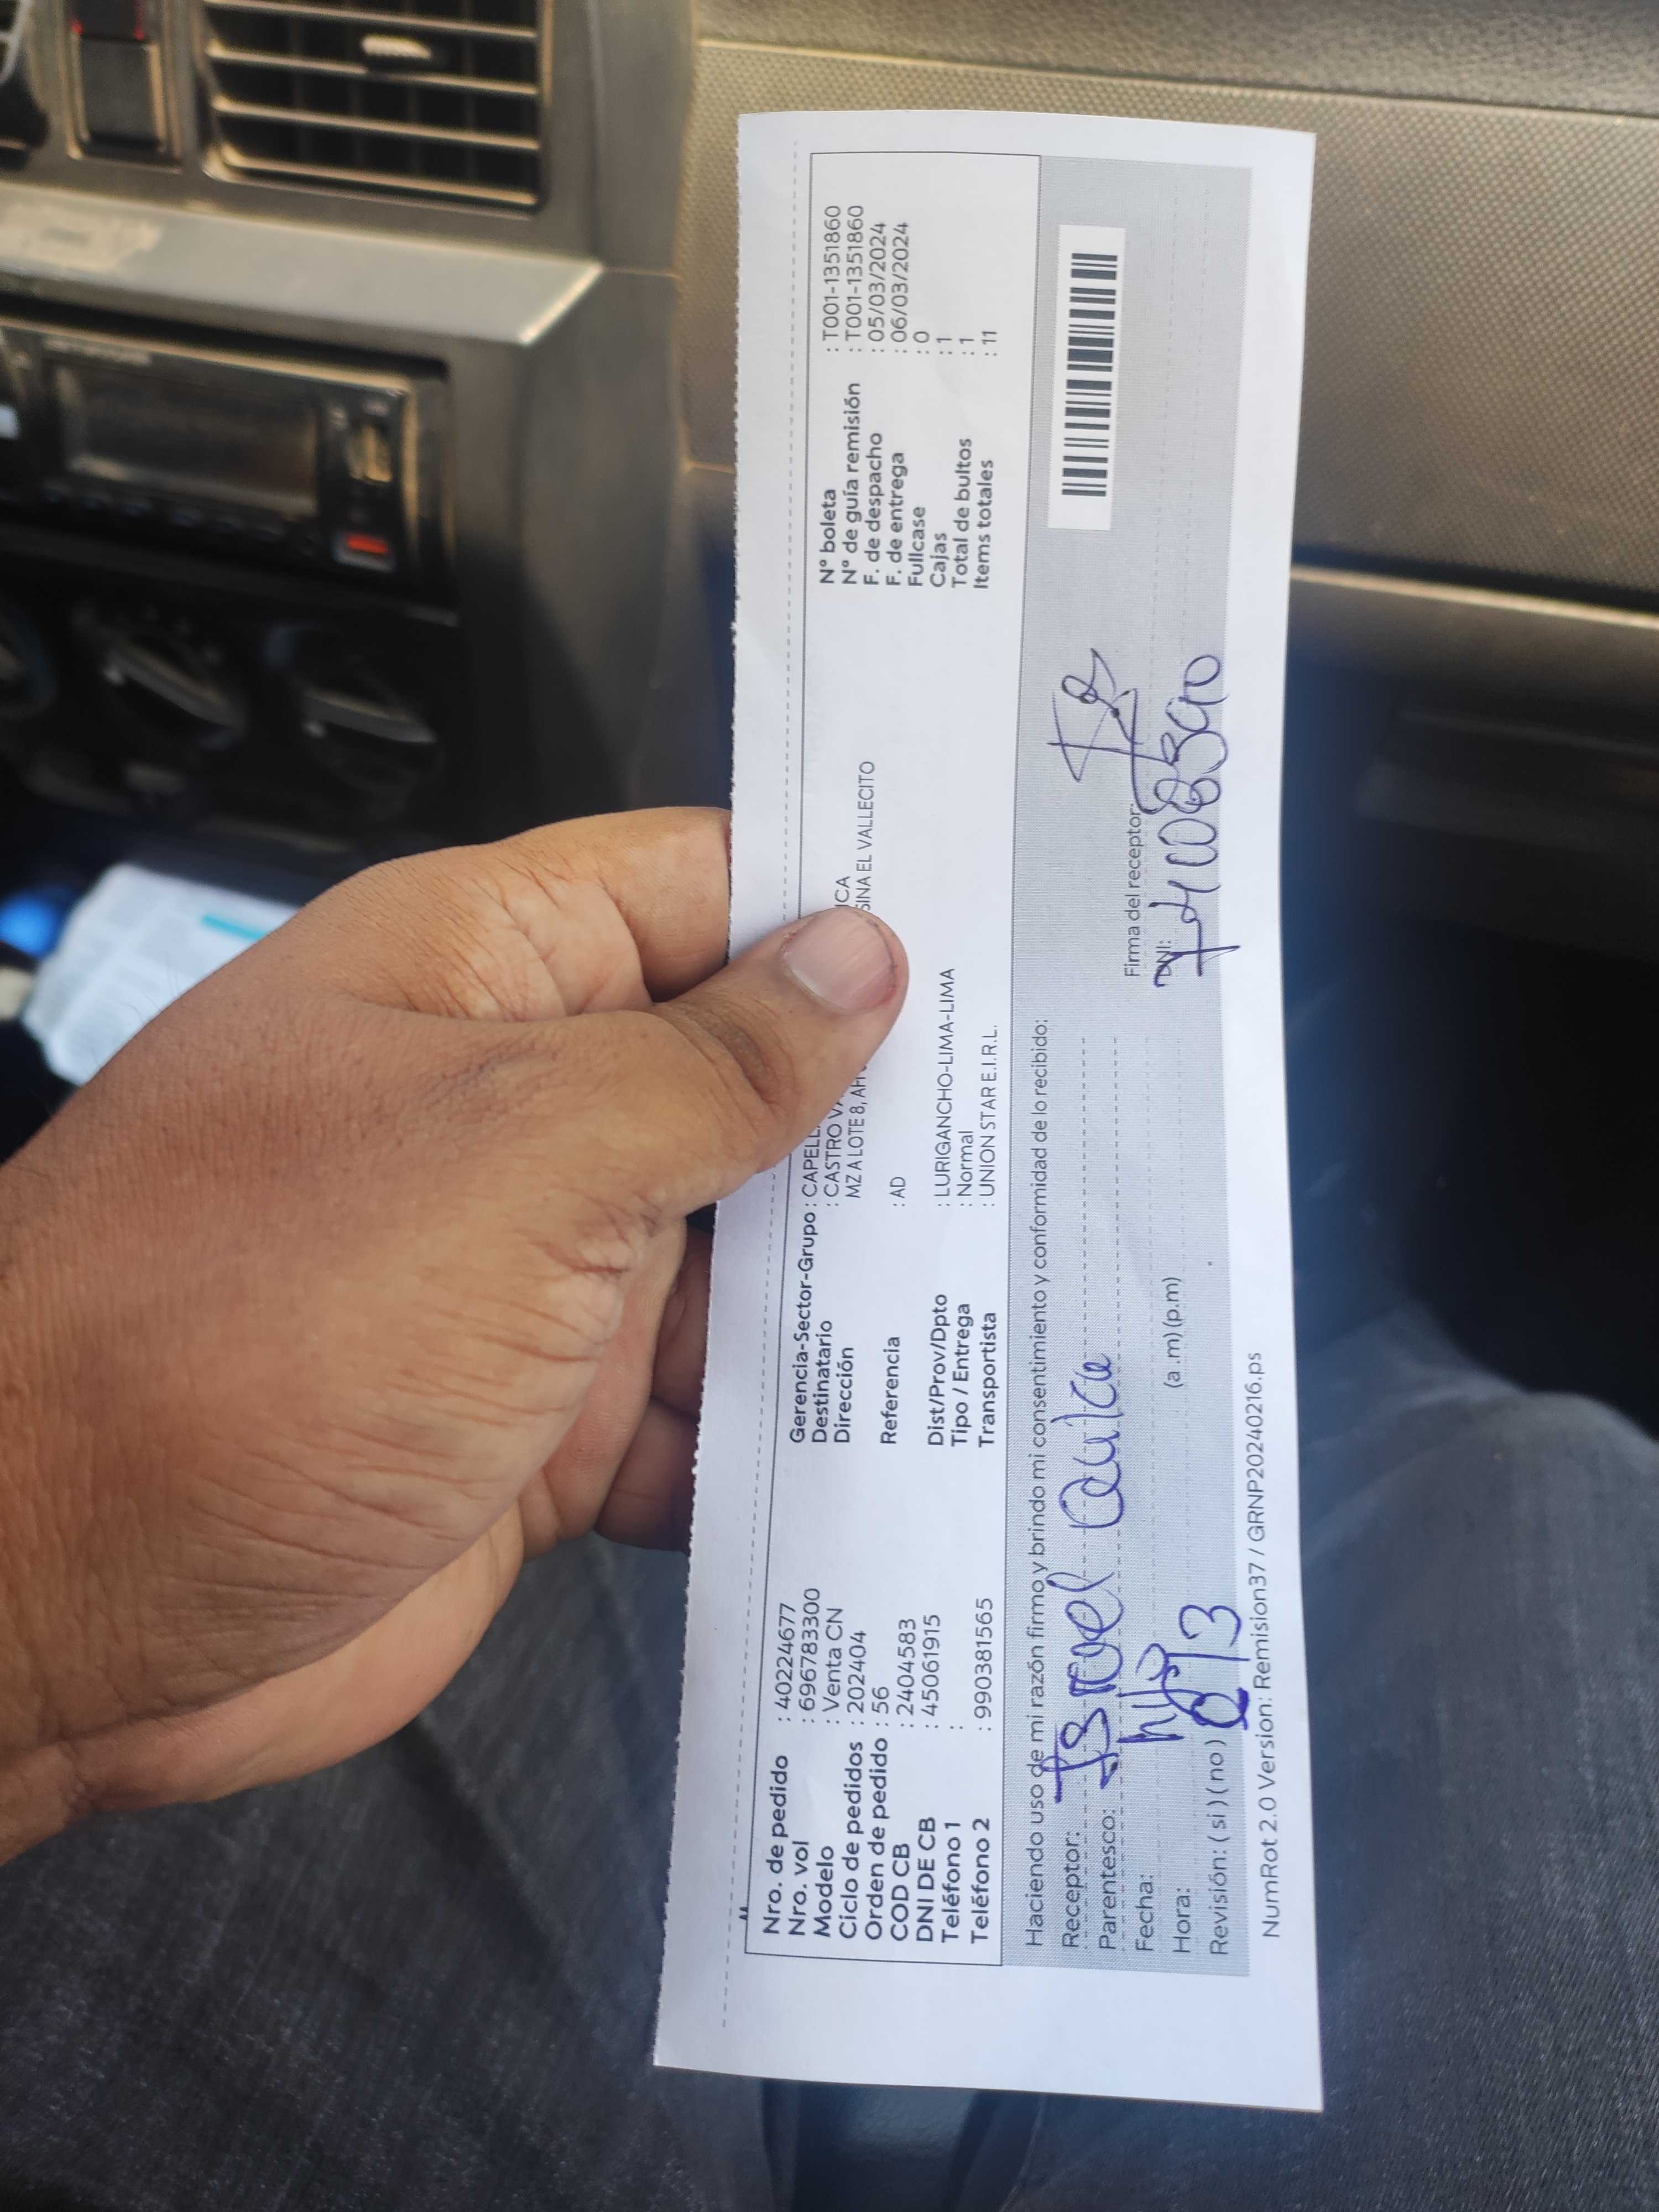 Nro. de pedido : 40224677
Nro. vol : 69678330​0
Modelo : Venta CN
Ciclo de pedidos : 202404
Orden de pedido : 56
COD CB : 2404583
DNI DE CB : 45061915
Teléfono 1 :
Teléfono 2 : 990381565
Gerencia-Sector-Grupo : CAPELL
Destinatario : CASTRO VA ICA
Dirección MZ A LOTE 8, AH SINA EL VALLECITO
Referencia : AD
Dist/Prov/Dpto : LURIGANCHO-LIMA-LIMA
Tipo / Entrega : Normal
Transportista : UNION STAR E.I.R.L.
N° boleta : T001-1351860
N° de guía remisión : T001-1351860
F. de despacho : 05/03/2024
F. de entrega : 06/03/2024
Fullcase : 0
Cajas : 1
Total de bultos : 1
Items totales : 11
Haciendo uso de mi razón firmo y brindo mi consentimiento y conformidad de lo recibido:
Receptor:
Parentesco:
Fecha:
Hora: (a.m) (p.m)
Revisión: ( si ) ( no )
Firma del receptor:
DNI:
NumRot 2.0 Version: Remision37 / GRNP20240216.ps